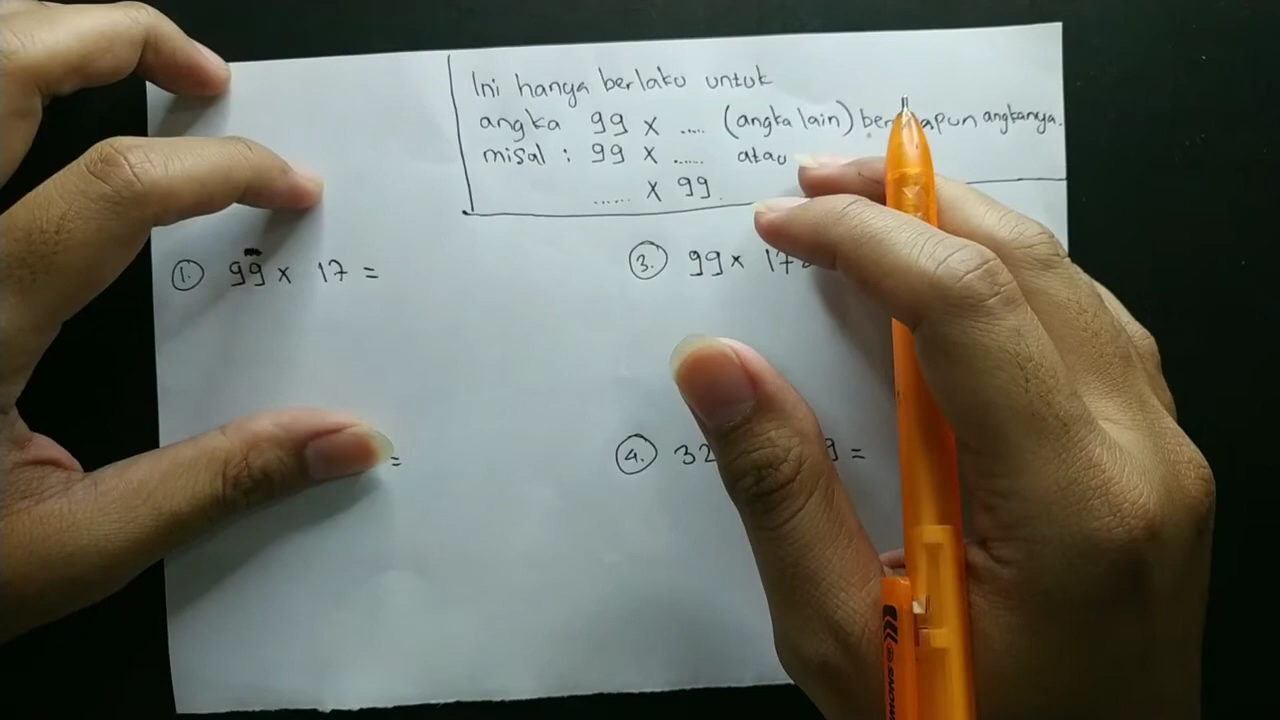 Ini hanya berlaku untuk
angka 99 x .... (angka lain) angkanya.
misal : 99 x ...... atau
...... x 99.
1. 99 x 17 =
3. 99 x
=
4. =
SNOWM